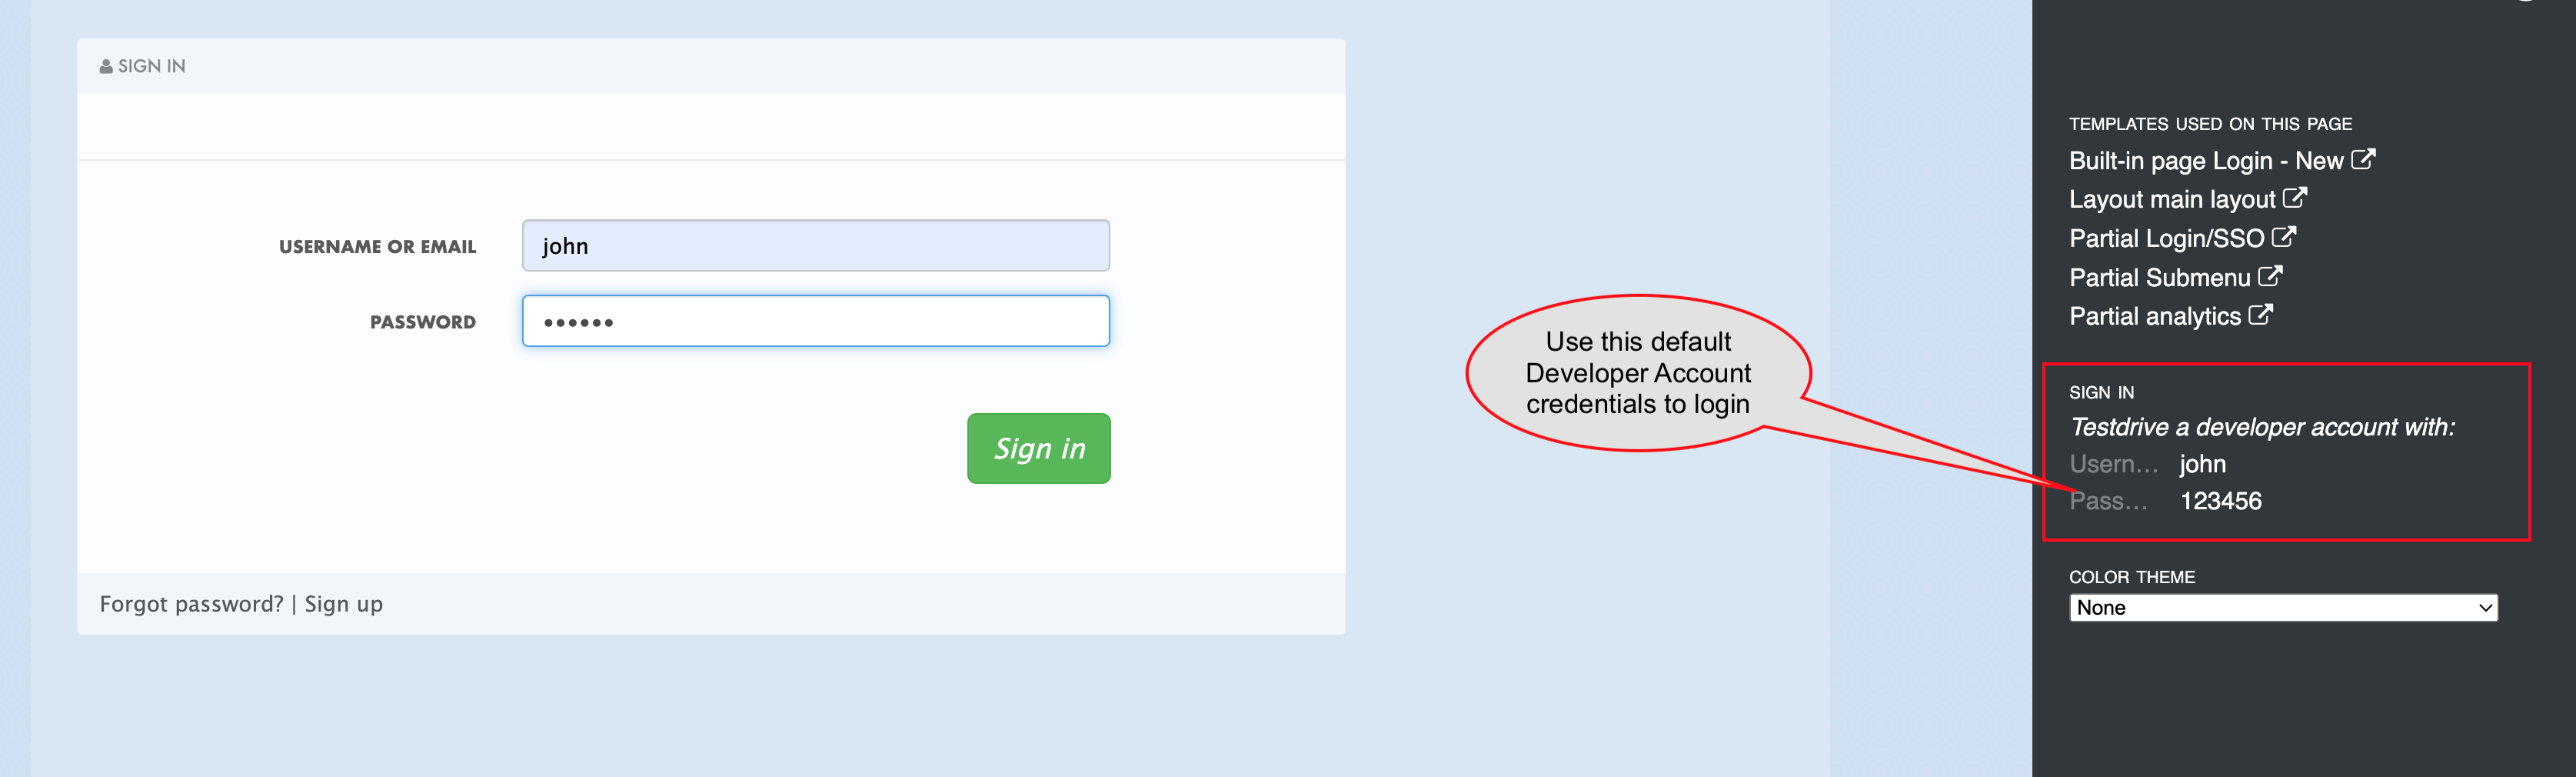 SIGN IN
USERNAME OR EMAIL
john
PASSWORD
••••••
Sign in
Forgot password? | Sign up
Use this default
Developer Account
credentials to login
TEMPLATES USED ON THIS PAGE
Built-in page Login - New
Layout main layout
Partial Login/SSO
Partial Submenu
Partial analytics
SIGN IN
Testdrive a developer account with:
Usern... john
Pass... 123456
COLOR THEME
None